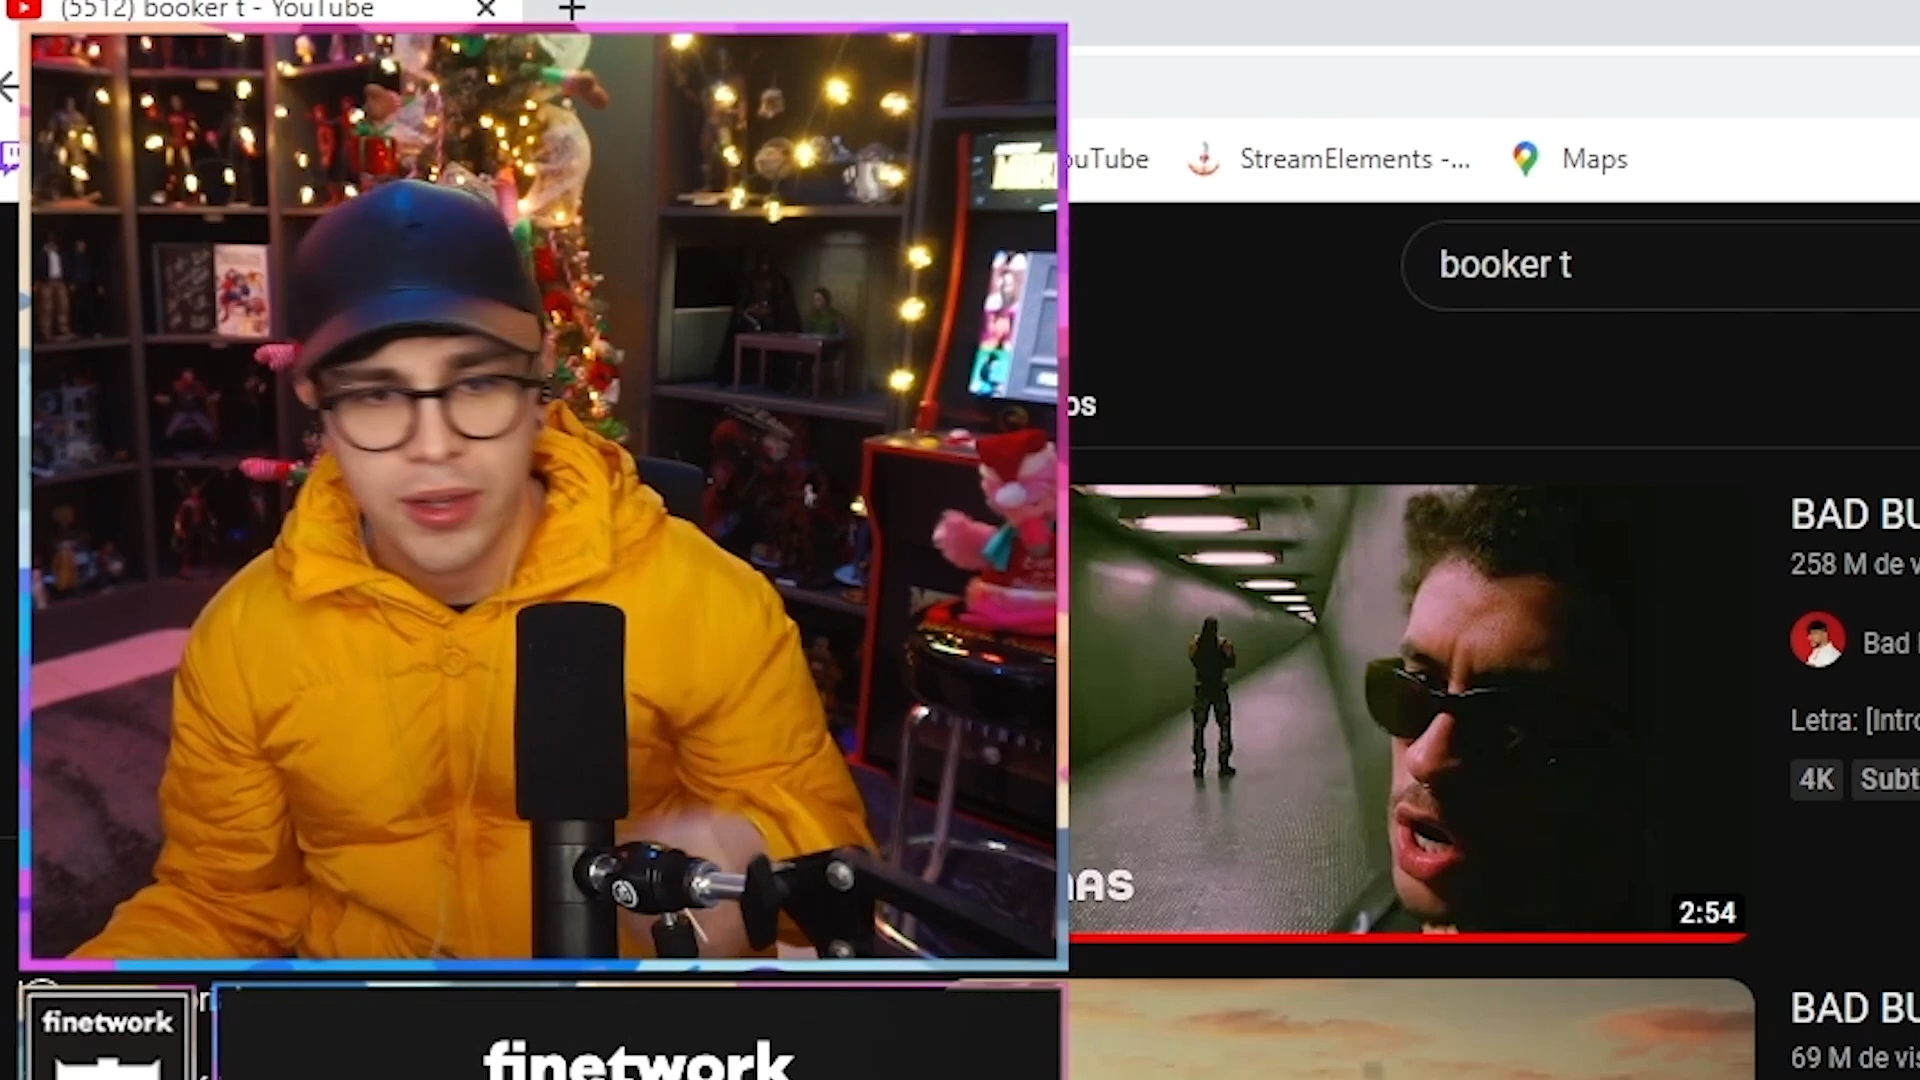 (5512) booker t - YouTube
ouTube
StreamElements -...
Maps
booker t
os
BAD BU
258 M de v
Bad
Letra: [Intro
4K
Subt
AS
2:54
finetwork
finetwork
BAD BU
69 M de vis